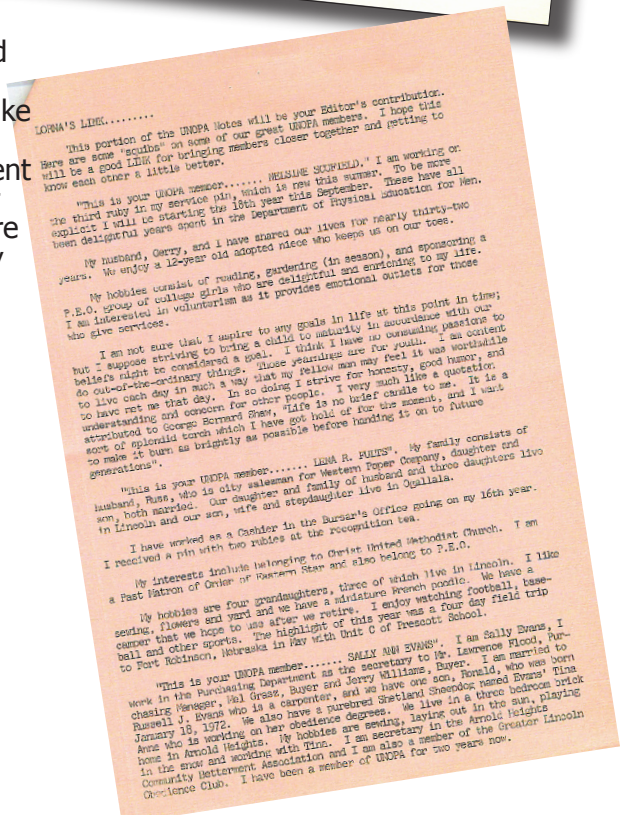 d
ke
ent
re
y
LORNA'S LINK.........
This portion of the UNOPA Notes will be your Editor's contribution.
Here are some "squibs" on some of our great UNOPA members. I hope this
will be a good LINK for bringing members closer together and getting to
know each other a little better.
"This is your UNOPA member....... NELSINE SCOFIELD." I am working on
the third ruby in my service pin, which is new this summer. To be more
explicit I will be starting the 18th year this September. These have all
been delightful years spent in the Department of Physical Education for Men.
My husband, Gerry, and I have shared our lives for nearly thirty-two
years. We enjoy a 12-year old adopted niece who keeps us on our toes.
My hobbies consist of reading, gardening (in season), and sponsoring a
P.E.O. group of college girls who are delightful and enriching to my life.
I am interested in voluntarism as it provides emotional outlets for those
who give services.
I am not sure that I aspire to any goals in life at this point in time;
but I suppose striving to bring a child to maturity in accordance with our
beliefs might be considered a goal. I think I have no consuming passions to
do out-of-the-ordinary things. Those yearnings are for youth. I am content
to live each day in such a way that my fellow man may feel it was worthwhile
to have met me that day. In so doing I strive for honesty, good humor, and
understanding and concern for other people. I very much like a quotation
attributed to George Bernard Shaw, "Life is no brief candle to me. It is a
sort of splendid torch which I have got hold of for the moment, and I want
to make it burn as brightly as possible before handing it on to future
generations".
"This is your UNOPA member....... LENA R. FULTS". My family consists of
husband, Russ, who is city salesman for Western Paper Company, daughter and
son, both married. Our daughter and family of husband and three daughters live
in Lincoln and our son, wife and stepdaughter live in Ogallala.
I have worked as a Cashier in the Bursar's Office going on my 16th year.
I received a pin with two rubies at the recognition tea.
My interests include belonging to Christ United Methodist Church. I am
a Past Matron of Order of Eastern Star and also belong to P.E.O.
My hobbies are four grandaughters, three of which live in Lincoln. I like
sewing, flowers and yard and we have a miniature French poodle. We have a
camper that we hope to use after we retire. I enjoy watching football, base-
ball and other sports. The highlight of this year was a four day field trip
to Fort Robinson, Nebraska in May with Unit C of Prescott School.
"This is your UNOPA member....... SALLY ANN EVANS". I am Sally Evans, I
work in the Purchasing Department as the secretary to Mr. Lawrence Flood, Pur-
chasing Manager, Mel Grasz, Buyer and Jerry Williams, Buyer. I am married to
Russell J. Evans who is a carpenter, and we have one son, Ronald, who was born
January 18, 1972. We also have a purebred Shetland Sheepdog named Evans' Tina
Anne who is working on her obedience degrees. We live in a three bedroom brick
home in Arnold Heights. My hobbies are sewing, laying out in the sun, playing
in the snow and working with Tina. I am secretary in the Arnold Heights
Community Betterment Association and I am also a member of the Greater Lincoln
Obedience Club. I have been a member of UNOPA for two years now.